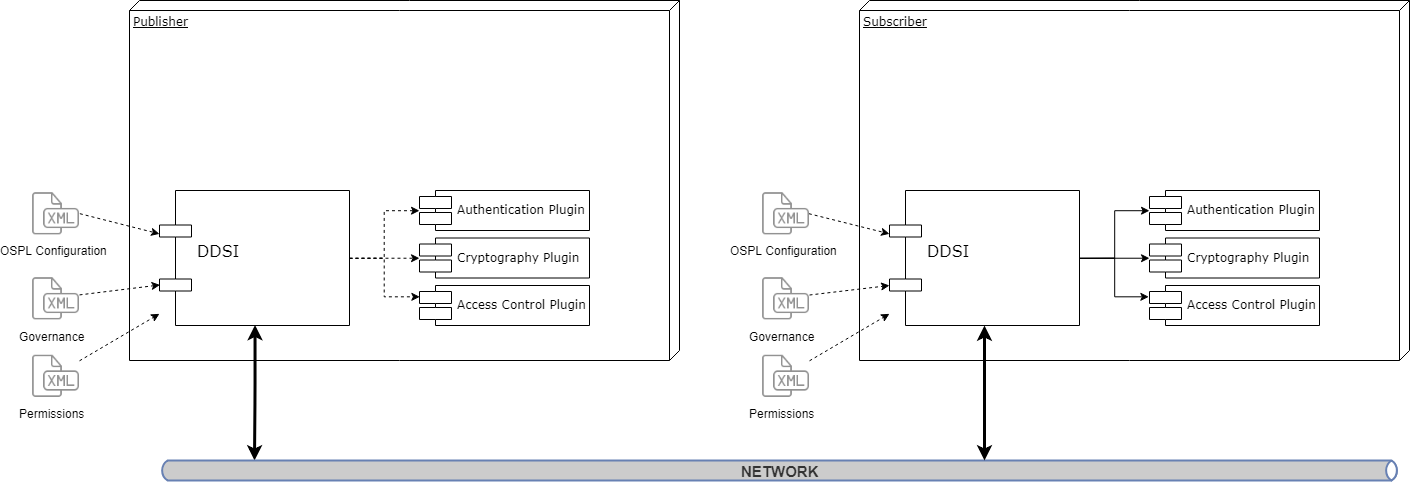 Publisher
XML
OSPL Configuration
XML
Governance
XML
Permissions
DDSI
Authentication Plugin
Cryptography Plugin
Access Control Plugin
Subscriber
XML
OSPL Configuration
XML
Governance
XML
Permissions
DDSI
Authentication Plugin
Cryptography Plugin
Access Control Plugin
NETWORK